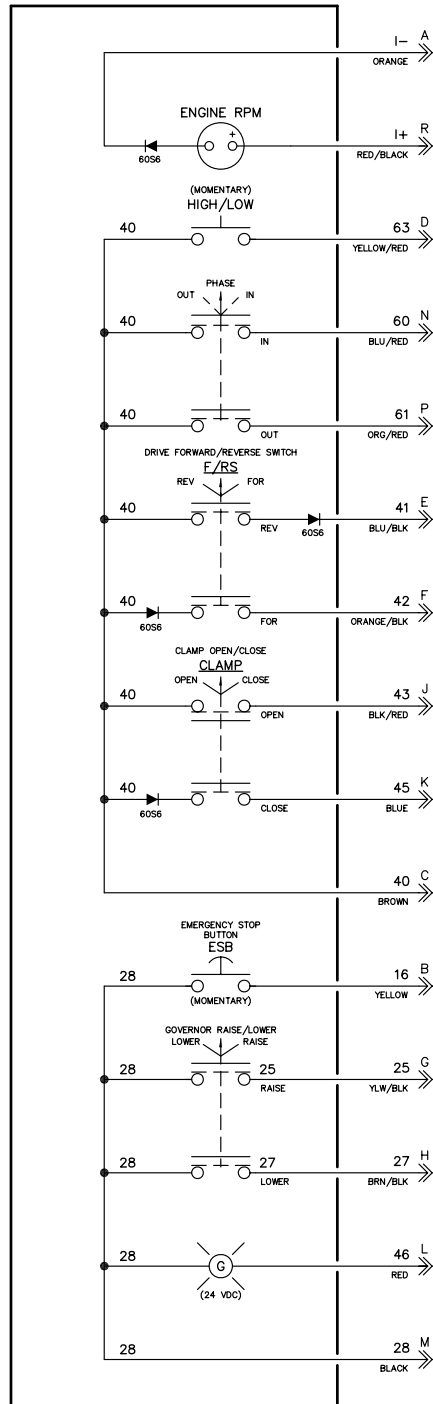 I- A
ORANGE
ENGINE RPM
+
I+ R
60S6 RED/BLACK
(MOMENTARY)
HIGH/LOW
40 63 D
YELLOW/RED
PHASE
OUT IN
40 60 N
IN BLU/RED
40 61 P
OUT ORG/RED
DRIVE FORWARD/REVERSE SWITCH
F/RS
REV FOR
40 41 E
REV 60S6 BLU/BLK
40 42 F
60S6 FOR ORANGE/BLK
CLAMP OPEN/CLOSE
CLAMP
OPEN CLOSE
40 43 J
OPEN BLK/RED
40 45 K
60S6 CLOSE BLUE
40 C
BROWN
EMERGENCY STOP
BUTTON
ESB
28 16 B
(MOMENTARY) YELLOW
GOVERNOR RAISE/LOWER
LOWER RAISE
28 25 25 G
RAISE YLW/BLK
28 27 27 H
LOWER BRN/BLK
28 G 46 L
(24 VDC) RED
28 28 M
BLACK